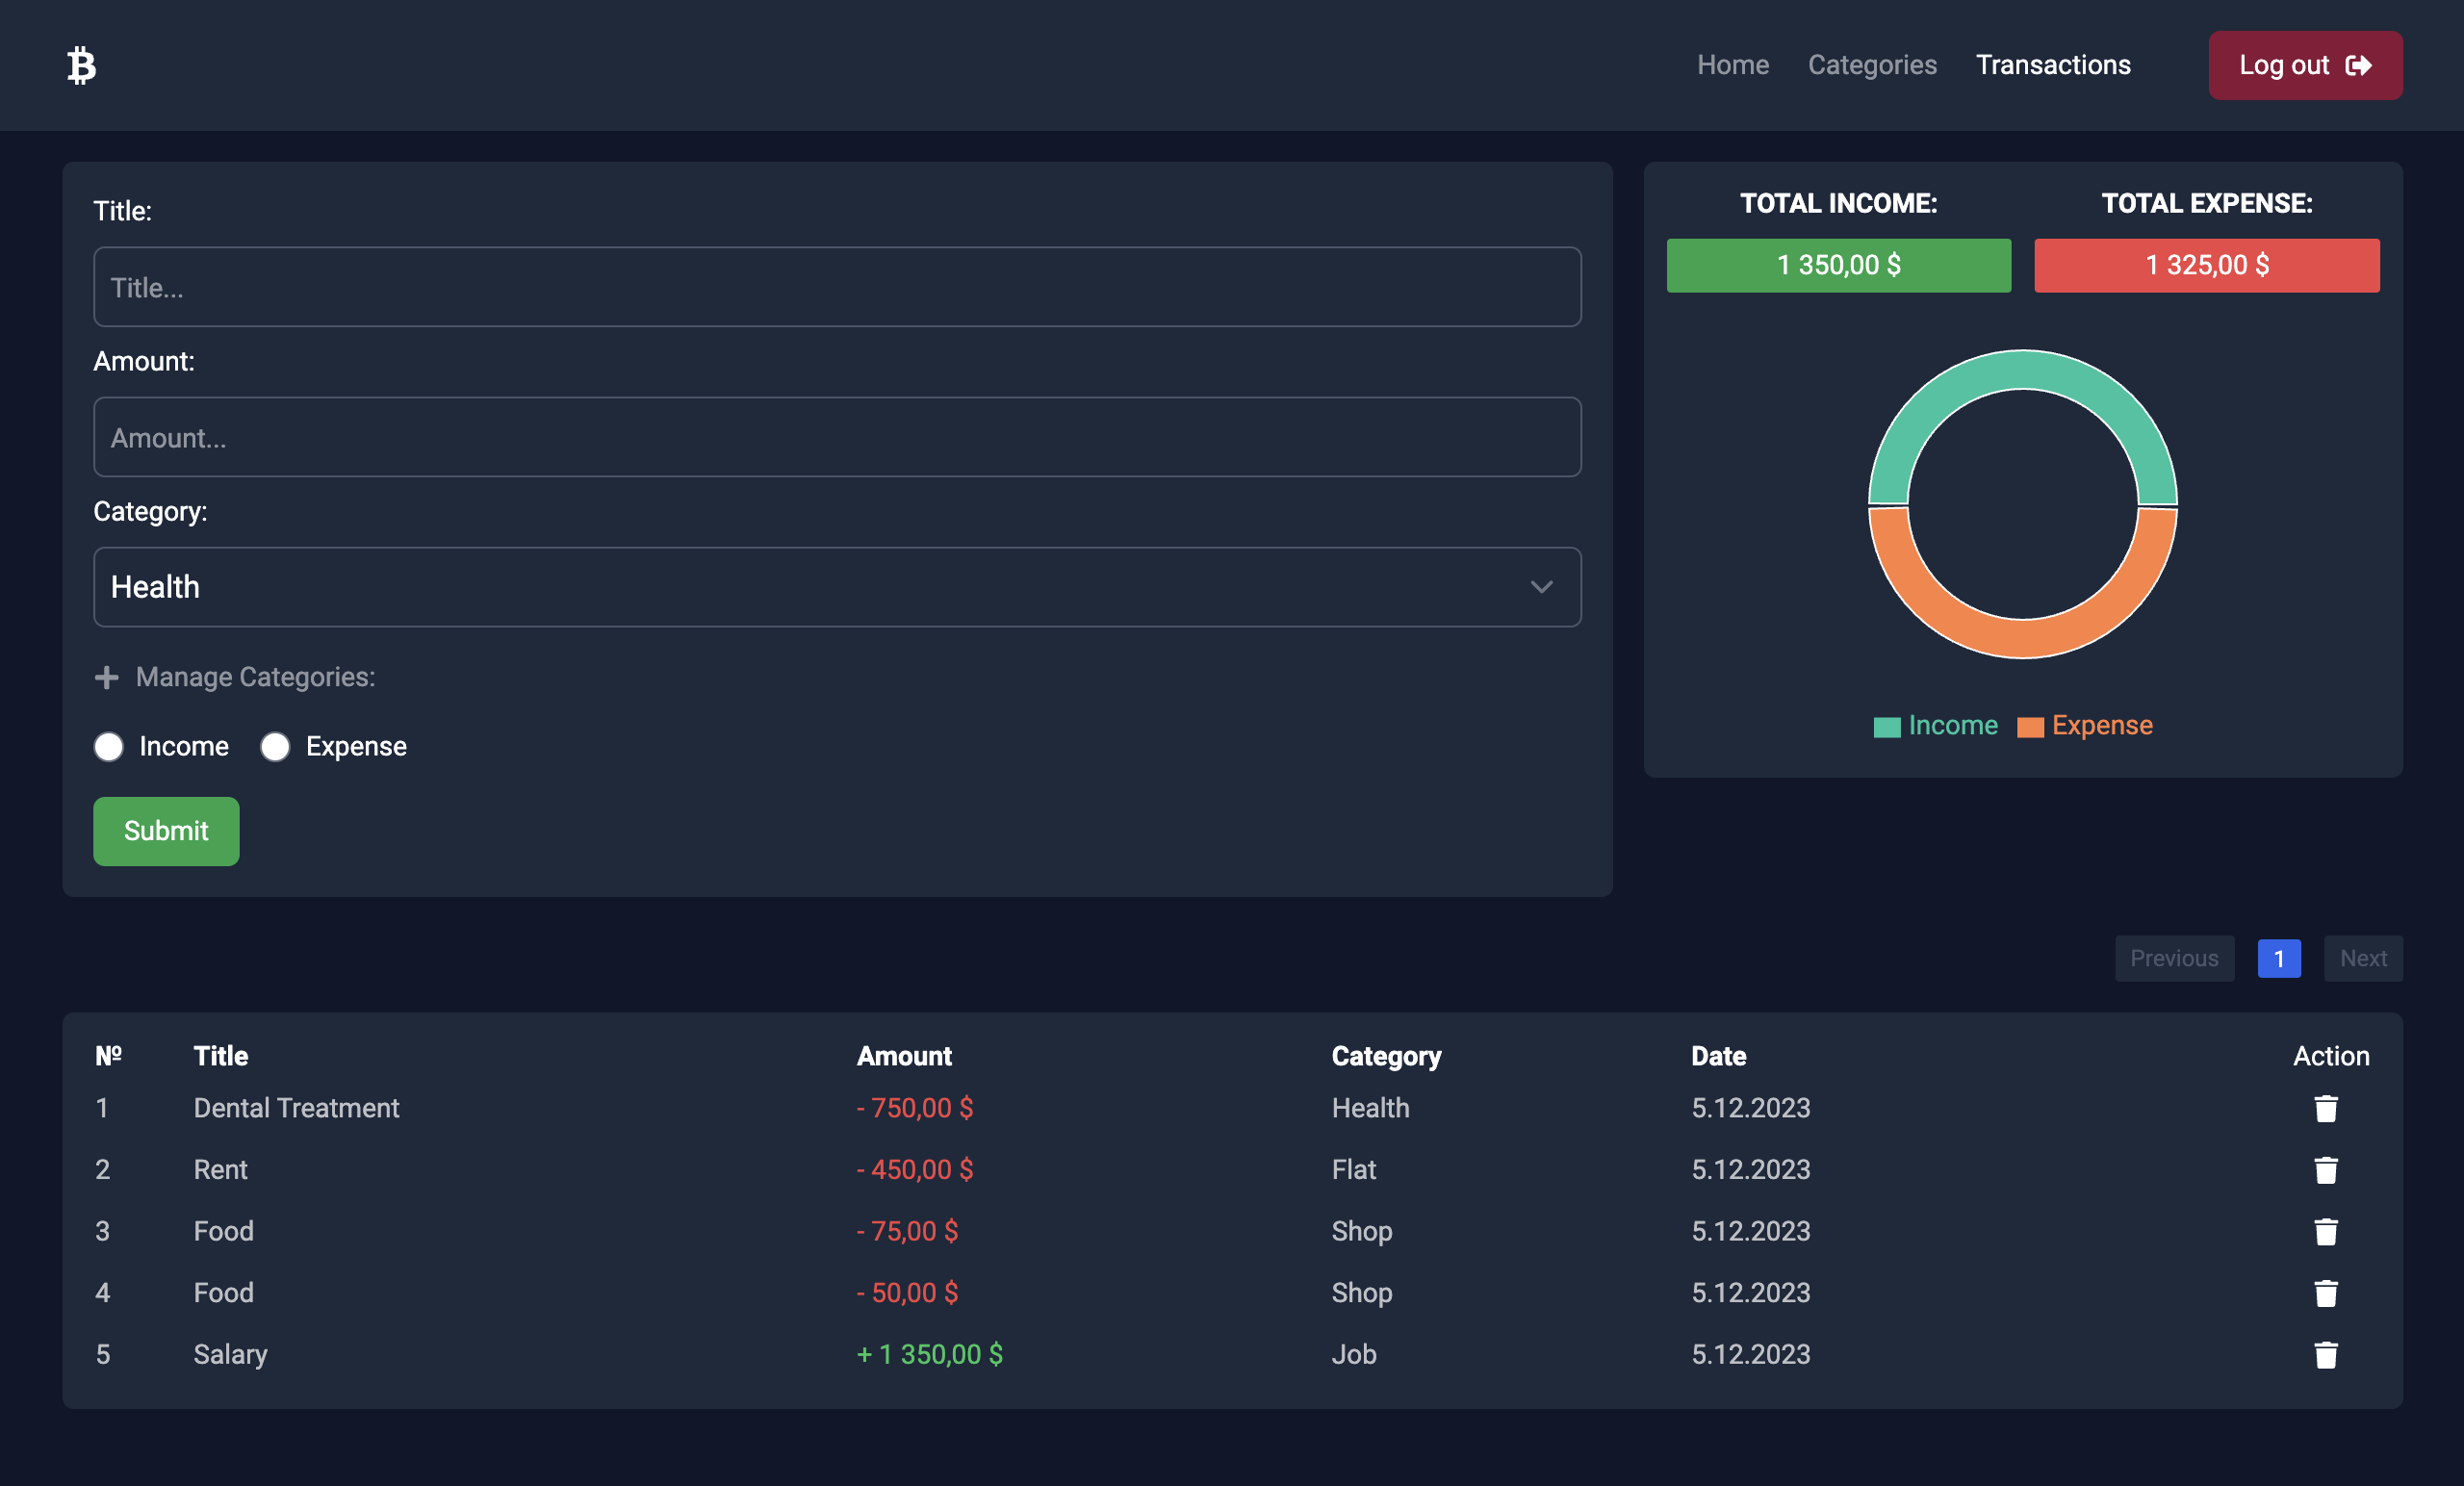 Home Categories Transactions Log out
Title:
Title...
Amount:
Amount...
Category:
Health
Manage Categories:
Income Expense
Submit
TOTAL INCOME: TOTAL EXPENSE:
1 350,00 $ 1 325,00 $
Income Expense
Previous 1 Next
№ Title Amount Category Date Action
1 Dental Treatment - 750,00 $ Health 5.12.2023
2 Rent - 450,00 $ Flat 5.12.2023
3 Food - 75,00 $ Shop 5.12.2023
4 Food - 50,00 $ Shop 5.12.2023
5 Salary + 1 350,00 $ Job 5.12.2023